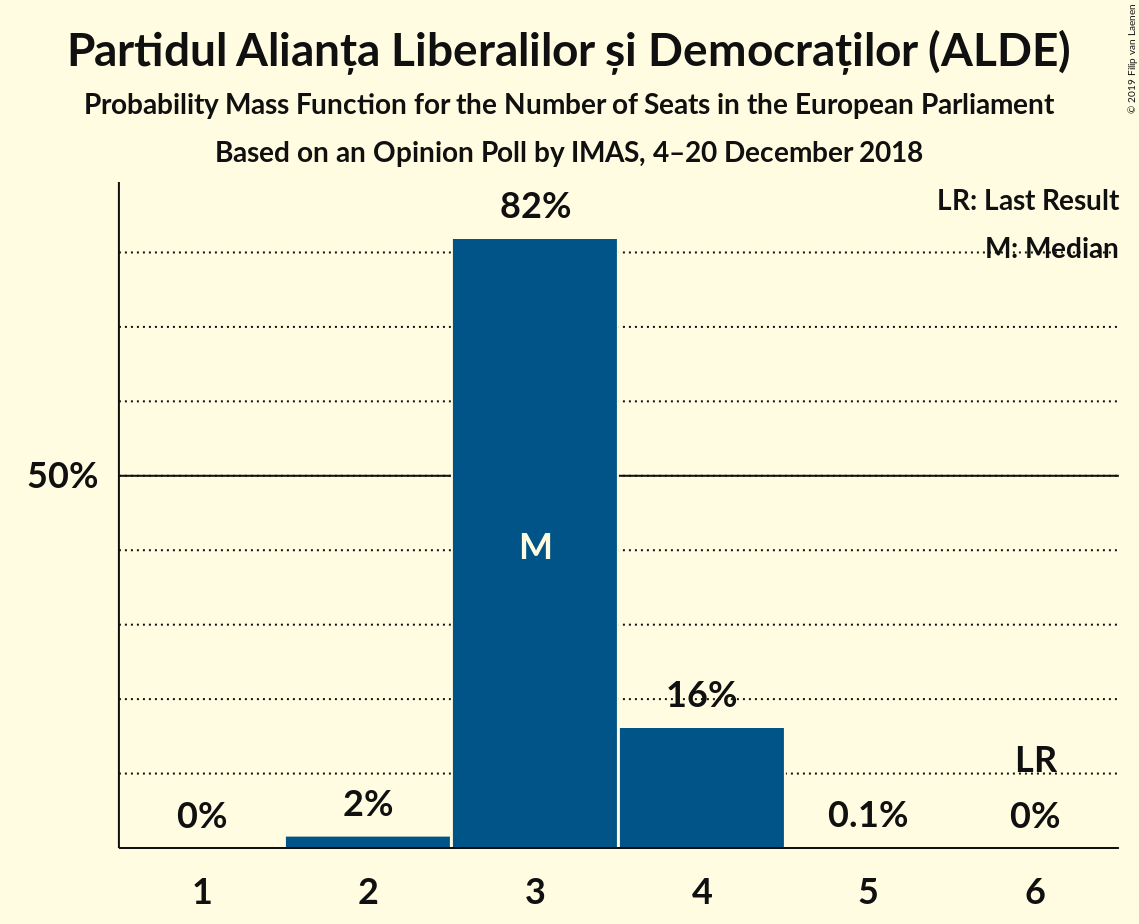 Partidul Alianța Liberalilor și Democraților (ALDE)
Probability Mass Function for the Number of Seats in the European Parliament
Based on an Opinion Poll by IMAS, 4–20 December 2018
© 2019 Filip van Laenen
LR: Last Result
M: Median
82%
50%
M
16%
LR
0%
2%
0.1%
0%
1 2 3 4 5 6